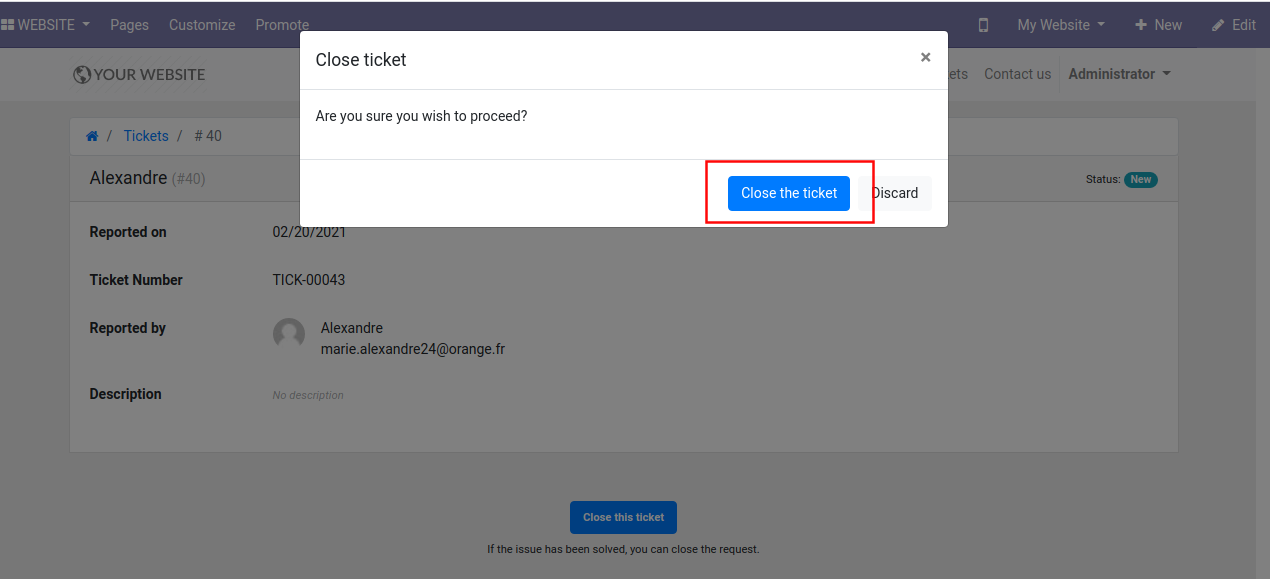 WEBSITE Pages Customize Promote My Website New Edit
Close ticket ×
YOUR WEBSITE Contact us Administrator
Are you sure you wish to proceed?
/ Tickets / # 40
Alexandre (#40) Status: New
Close the ticket Discard
Reported on 02/20/2021
Ticket Number TICK-00043
Reported by Alexandre
marie.alexandre24@orange.fr
Description No description
Close this ticket
If the issue has been solved, you can close the request.